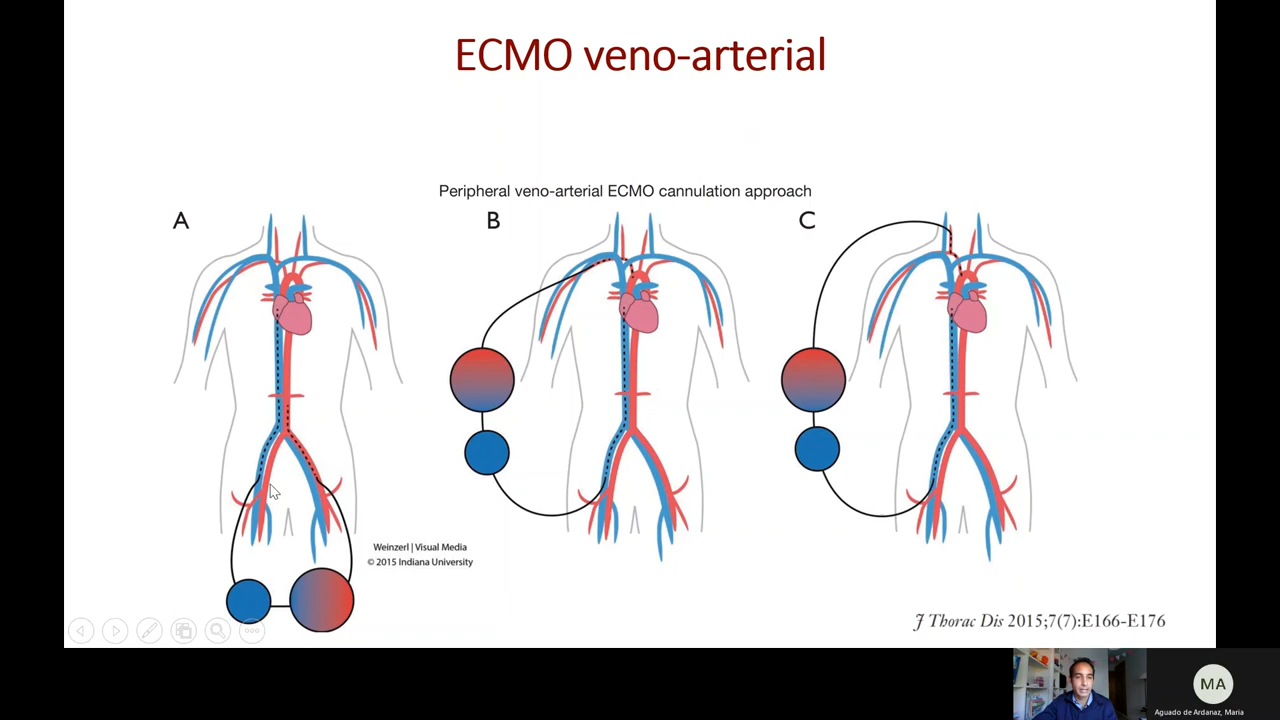 ECMO veno-arterial
Peripheral veno-arterial ECMO cannulation approach
A
B
C
Weinzerl | Visual Media
© 2015 Indiana University
J Thorac Dis 2015;7(7):E166-E176
MA
Aguado de Ardanaz, Maria